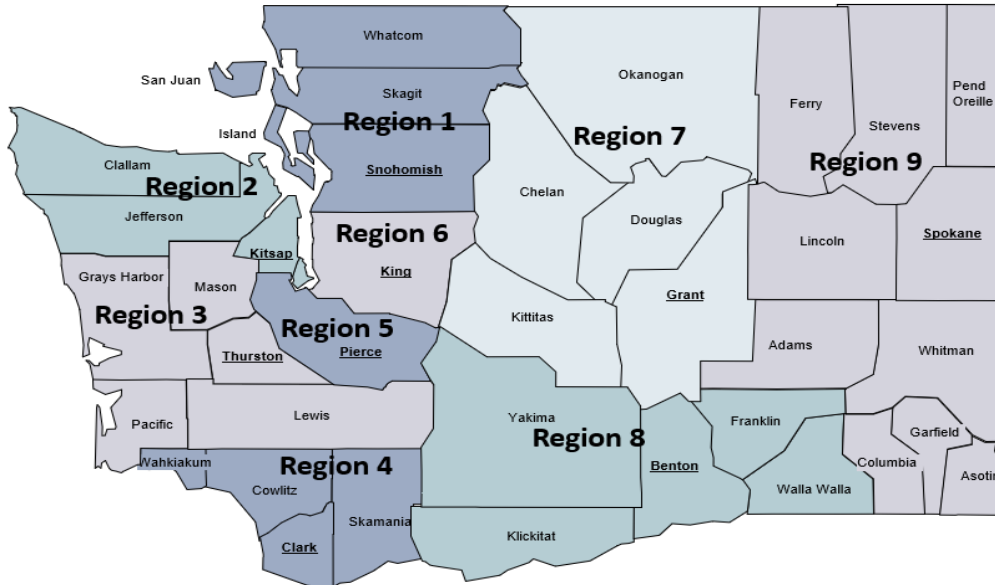 Whatcom
San Juan
Okanogan
Pend
Oreille
Skagit
Ferry
Island
Region 1
Stevens
Region 7
Clallam
Snohomish
Region 9
Region 2
Chelan
Jefferson
Douglas
Region 6
Lincoln
Spokane
Kitsap
King
Grays Harbor
Mason
Grant
Region 3
Kittitas
Region 5
Thurston
Pierce
Adams
Whitman
Lewis
Pacific
Yakima
Franklin
Region 8
Garfield
Wahkiakum
Region 4
Benton
Columbia
Cowlitz
Walla Walla
Asotin
Skamania
Klickitat
Clark